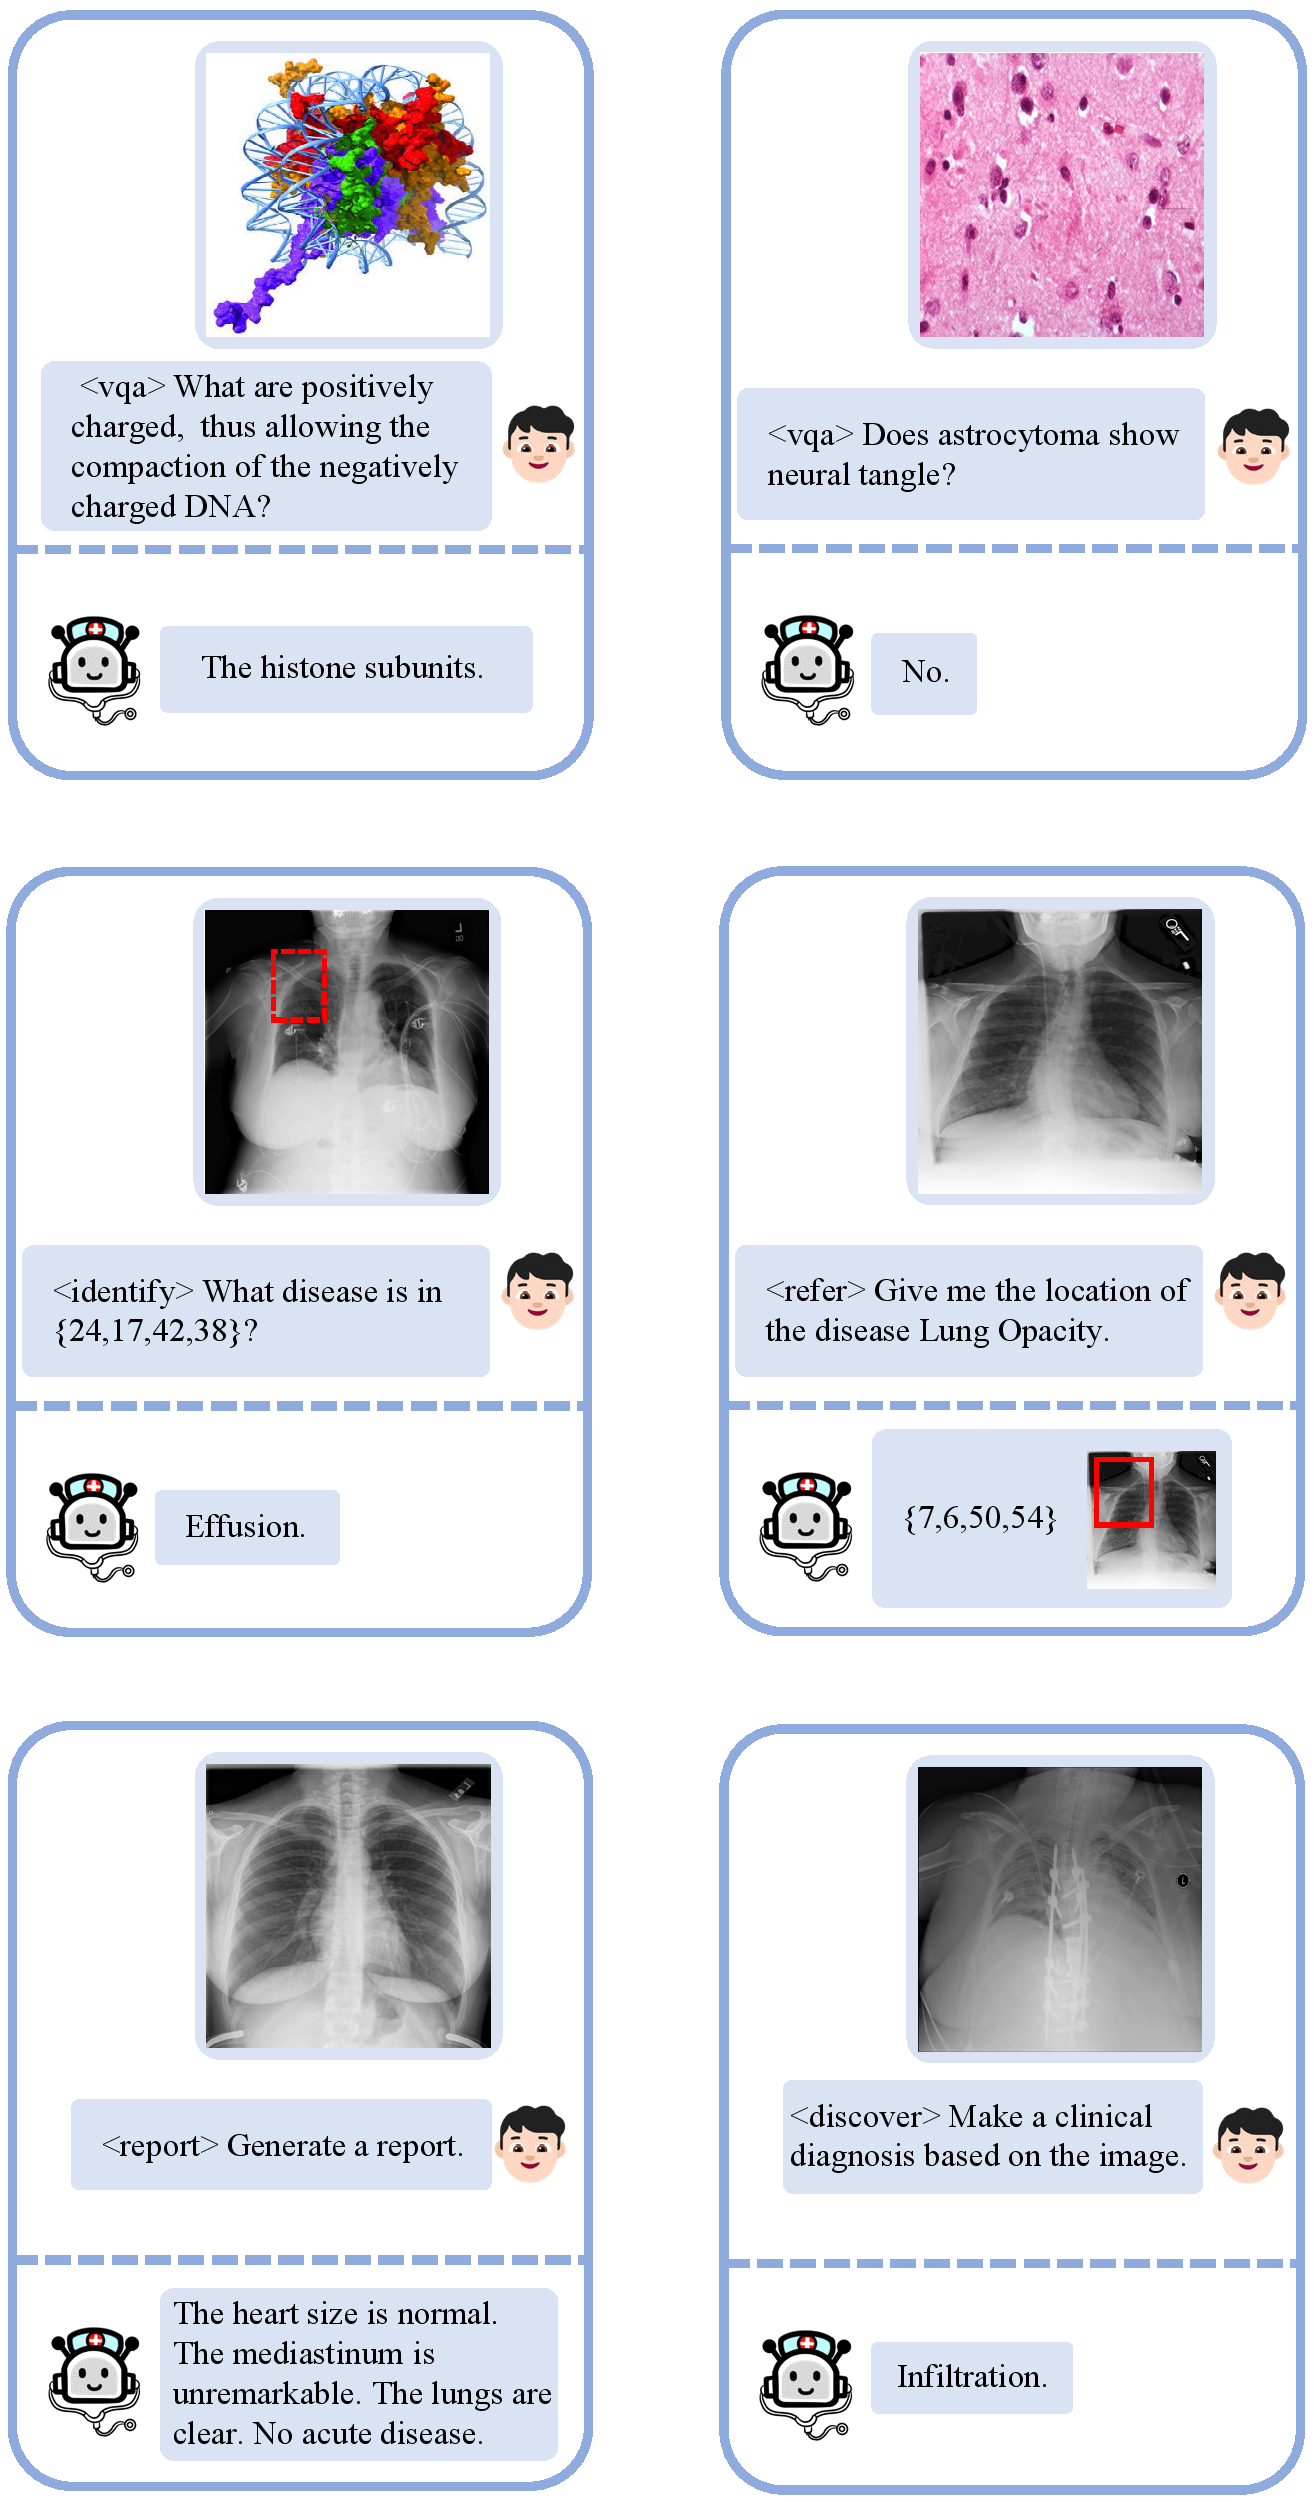 <vqa> What are positively
charged,  thus allowing the
compaction of the negatively
charged DNA?
The histone subunits.
<vqa> Does astrocytoma show
neural tangle?
No.
L
<identify> What disease is in
{24,17,42,38}?
Effusion.
<refer> Give me the location of
the disease Lung Opacity.
{7,6,50,54}
<report> Generate a report.
The heart size is normal.
The mediastinum is
unremarkable. The lungs are
clear. No acute disease.
L
<discover> Make a clinical
diagnosis based on the image.
Infiltration.